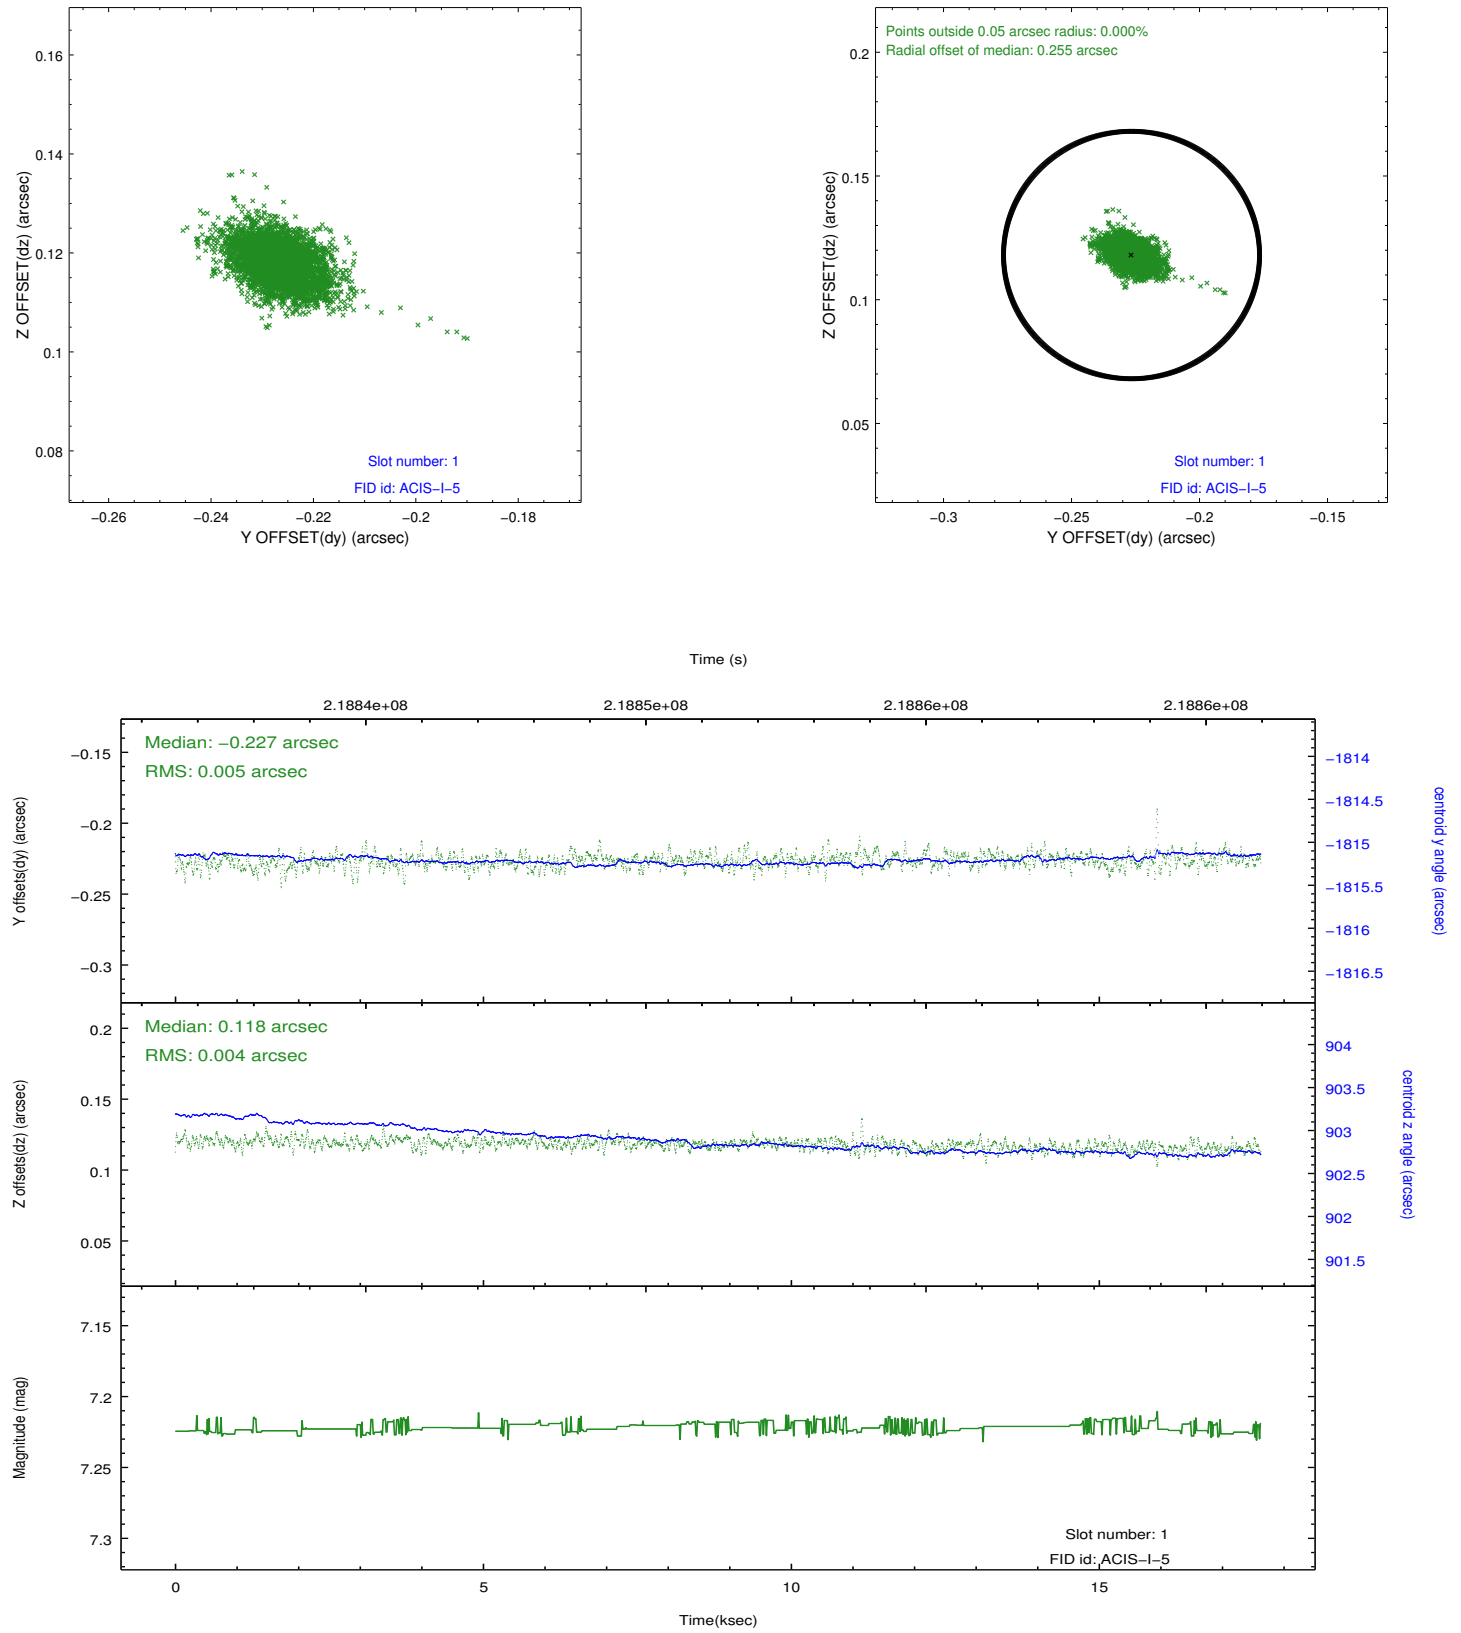 0.16
0.14
0.12
0.1
0.08
Z OFFSET(dz) (arcsec)
Slot number: 1
FID id: ACIS−I−5
−0.26 −0.24 −0.22 −0.2 −0.18
Y OFFSET(dy) (arcsec)
Points outside 0.05 arcsec radius: 0.000%
Radial offset of median: 0.255 arcsec
0.2
0.15
0.1
0.05
Z OFFSET(dz) (arcsec)
Slot number: 1
FID id: ACIS−I−5
−0.3 −0.25 −0.2 −0.15
Y OFFSET(dy) (arcsec)
Time (s)
2.1884e+08 2.1885e+08 2.1886e+08 2.1886e+08
Median: −0.227 arcsec
RMS: 0.005 arcsec
−0.15
−0.2
−0.25
−0.3
Y offsets(dy) (arcsec)
−1814
−1814.5
−1815
−1815.5
−1816
−1816.5
centroid y angle (arcsec)
Median: 0.118 arcsec
RMS: 0.004 arcsec
0.2
0.15
0.1
0.05
Z offsets(dz) (arcsec)
904
903.5
903
902.5
902
901.5
centroid z angle (arcsec)
7.15
7.2
7.25
7.3
Magnitude (mag)
Slot number: 1
FID id: ACIS−I−5
0 5 10 15
Time(ksec)